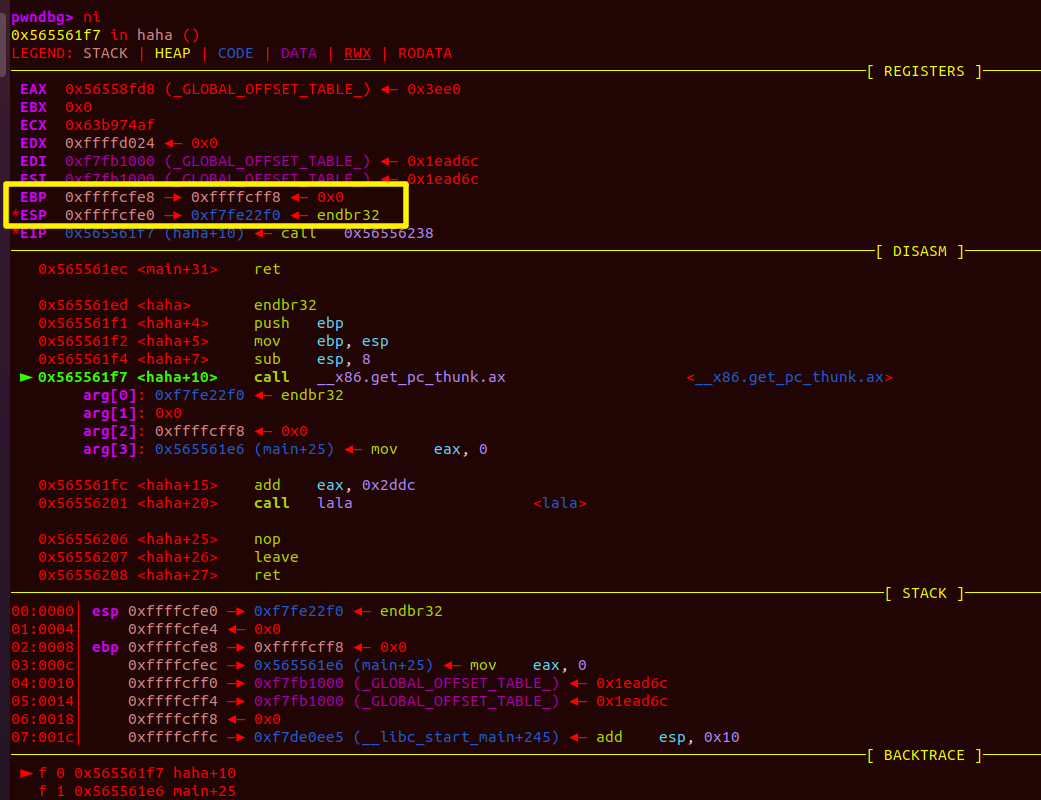 pwndbg> ni
0x565561f7 in haha ()
LEGEND: STACK | HEAP | CODE | DATA | RWX | RODATA
[ REGISTERS ]
EAX  0x56558fd8 (_GLOBAL_OFFSET_TABLE_) ◂— 0x3ee0
EBX  0x0
ECX  0x63b974af
EDX  0xffffd024 ◂— 0x0
EDI  0xf7fb1000 (_GLOBAL_OFFSET_TABLE_) ◂— 0x1ead6c
ESI  0xf7fb1000 (_GLOBAL_OFFSET_TABLE_) ◂— 0x1ead6c
EBP  0xffffcfe8 —▸ 0xffffcff8 ◂— 0x0
*ESP  0xffffcfe0 —▸ 0xf7fe22f0 ◂— endbr32
*EIP  0x565561f7 (haha+10) ◂— call   0x56556238
[ DISASM ]
0x565561ec <main+31>    ret
0x565561ed <haha>       endbr32
0x565561f1 <haha+4>     push   ebp
0x565561f2 <haha+5>     mov    ebp, esp
0x565561f4 <haha+7>     sub    esp, 8
► 0x565561f7 <haha+10>    call   __x86.get_pc_thunk.ax                    <__x86.get_pc_thunk.ax>
arg[0]: 0xf7fe22f0 ◂— endbr32
arg[1]: 0x0
arg[2]: 0xffffcff8 ◂— 0x0
arg[3]: 0x565561e6 (main+25) ◂— mov    eax, 0
0x565561fc <haha+15>    add    eax, 0x2ddc
0x56556201 <haha+20>    call   lala                    <lala>
0x56556206 <haha+25>    nop
0x56556207 <haha+26>    leave
0x56556208 <haha+27>    ret
[ STACK ]
00:0000│ esp 0xffffcfe0 —▸ 0xf7fe22f0 ◂— endbr32
01:0004│     0xffffcfe4 ◂— 0x0
02:0008│ ebp 0xffffcfe8 —▸ 0xffffcff8 ◂— 0x0
03:000c│     0xffffcfec —▸ 0x565561e6 (main+25) ◂— mov    eax, 0
04:0010│     0xffffcff0 —▸ 0xf7fb1000 (_GLOBAL_OFFSET_TABLE_) ◂— 0x1ead6c
05:0014│     0xffffcff4 —▸ 0xf7fb1000 (_GLOBAL_OFFSET_TABLE_) ◂— 0x1ead6c
06:0018│     0xffffcff8 ◂— 0x0
07:001c│     0xffffcffc —▸ 0xf7de0ee5 (__libc_start_main+245) ◂— add    esp, 0x10
[ BACKTRACE ]
► f 0 0x565561f7 haha+10
f 1 0x565561e6 main+25